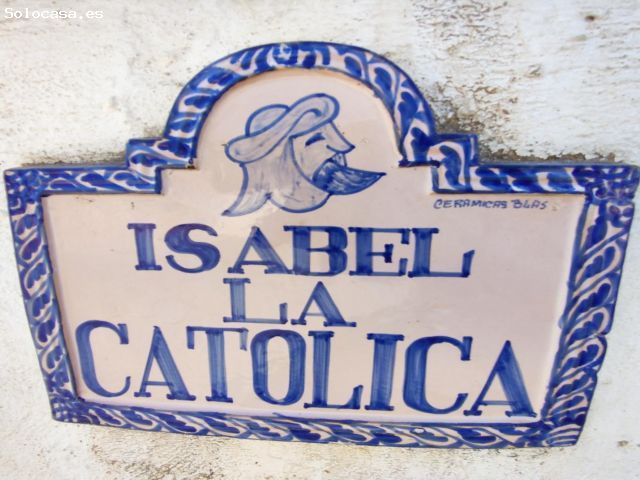 Solocasa.es
CERAMICAS BLAS
ISABEL
LA
CATOLICA